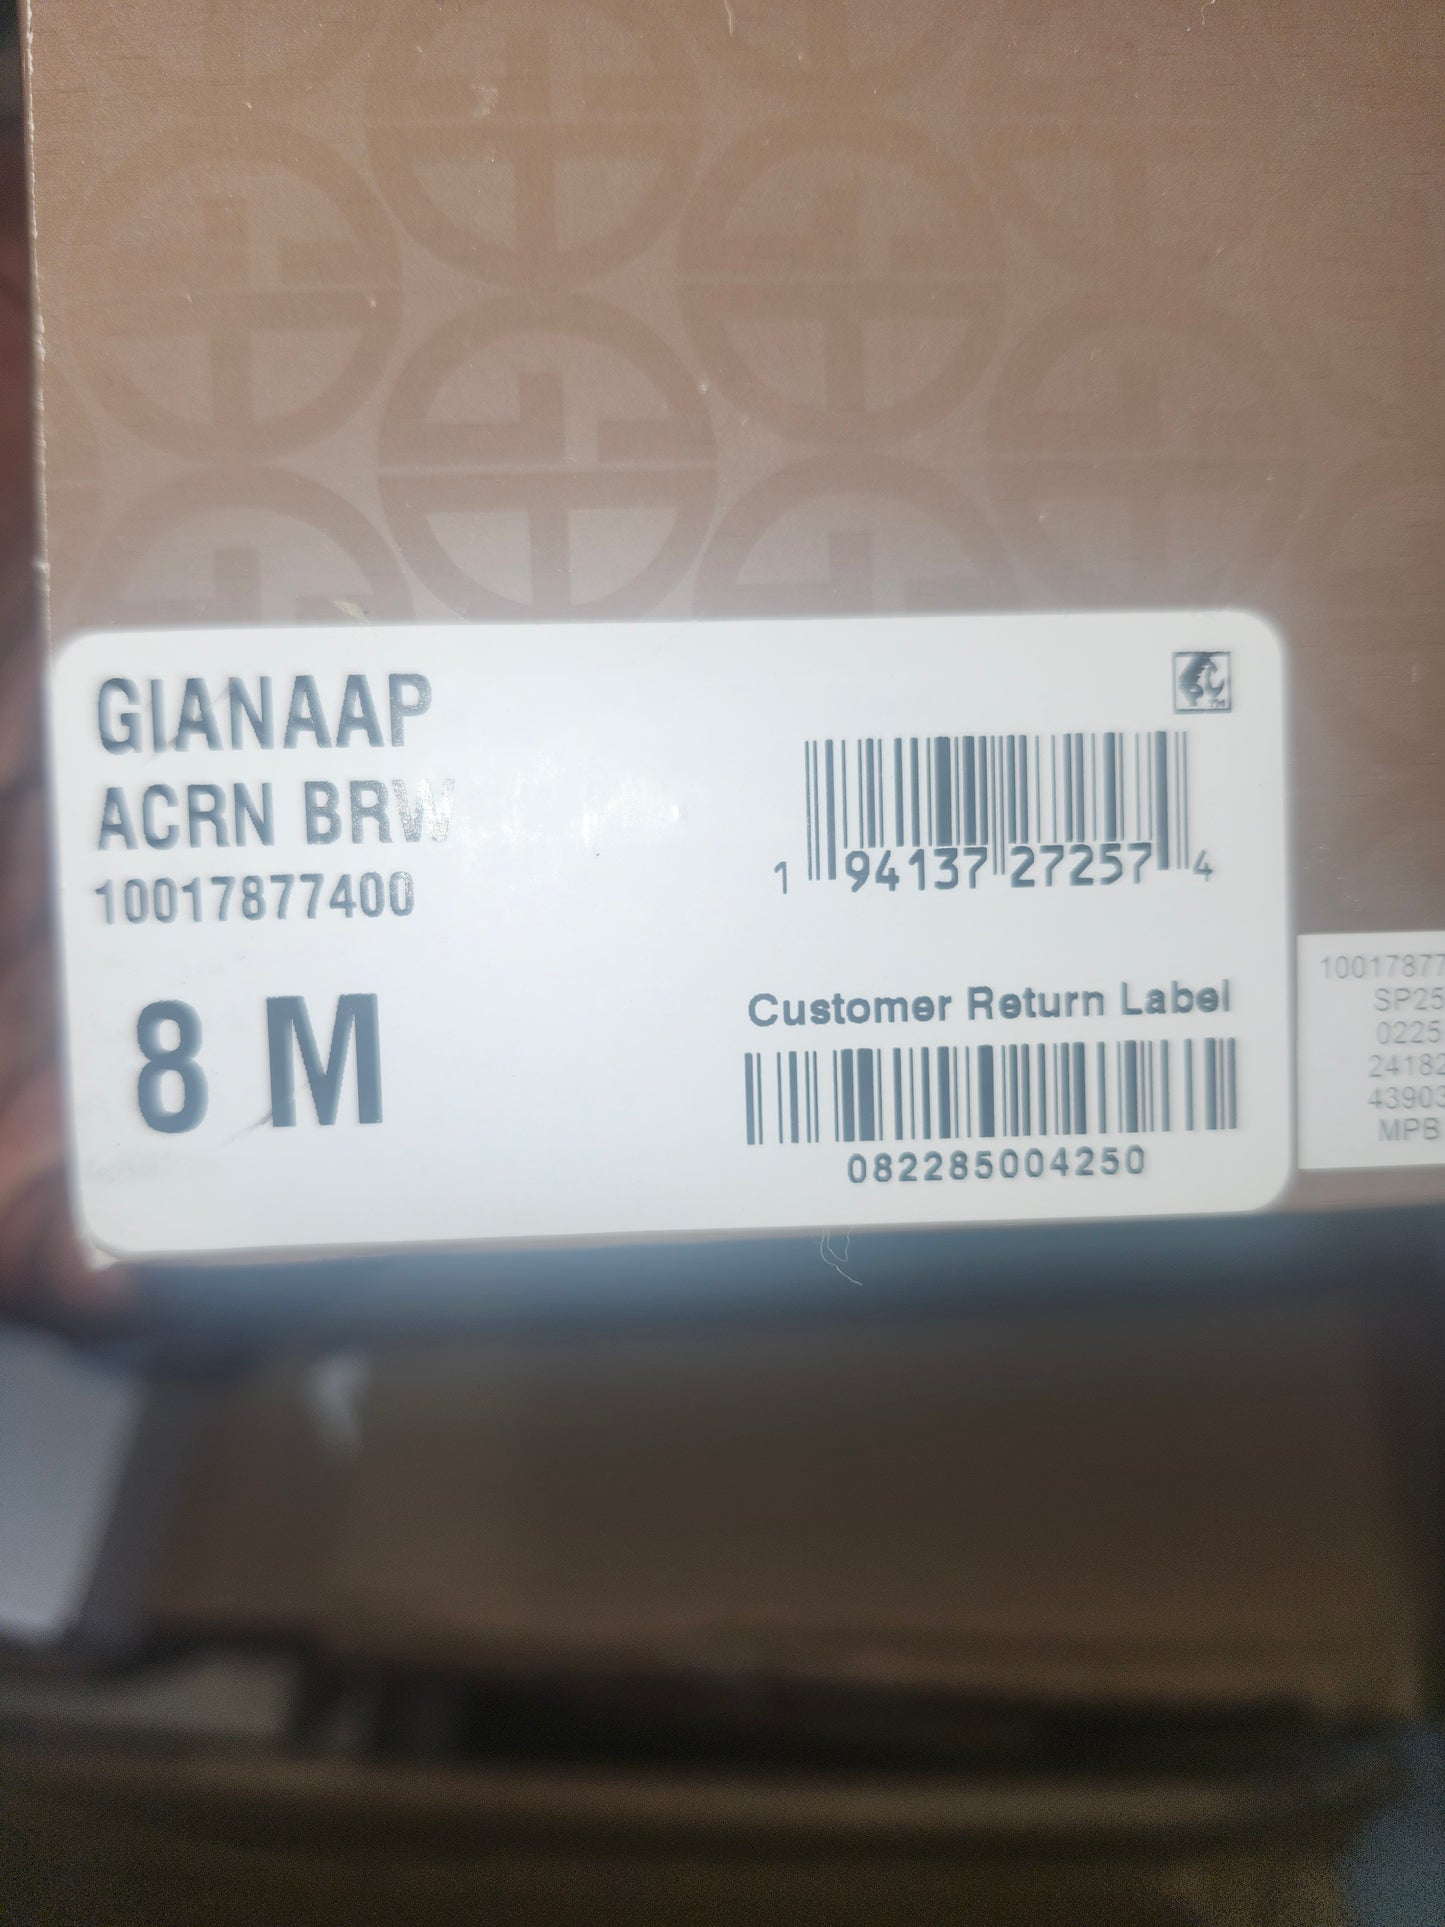 GIANAAP
ACRN BRW
10017877400
8 M
TM
1 94137 27257 4
Customer Return Label
082285004250
10017877
SP25
0225
24182
43903
MPB